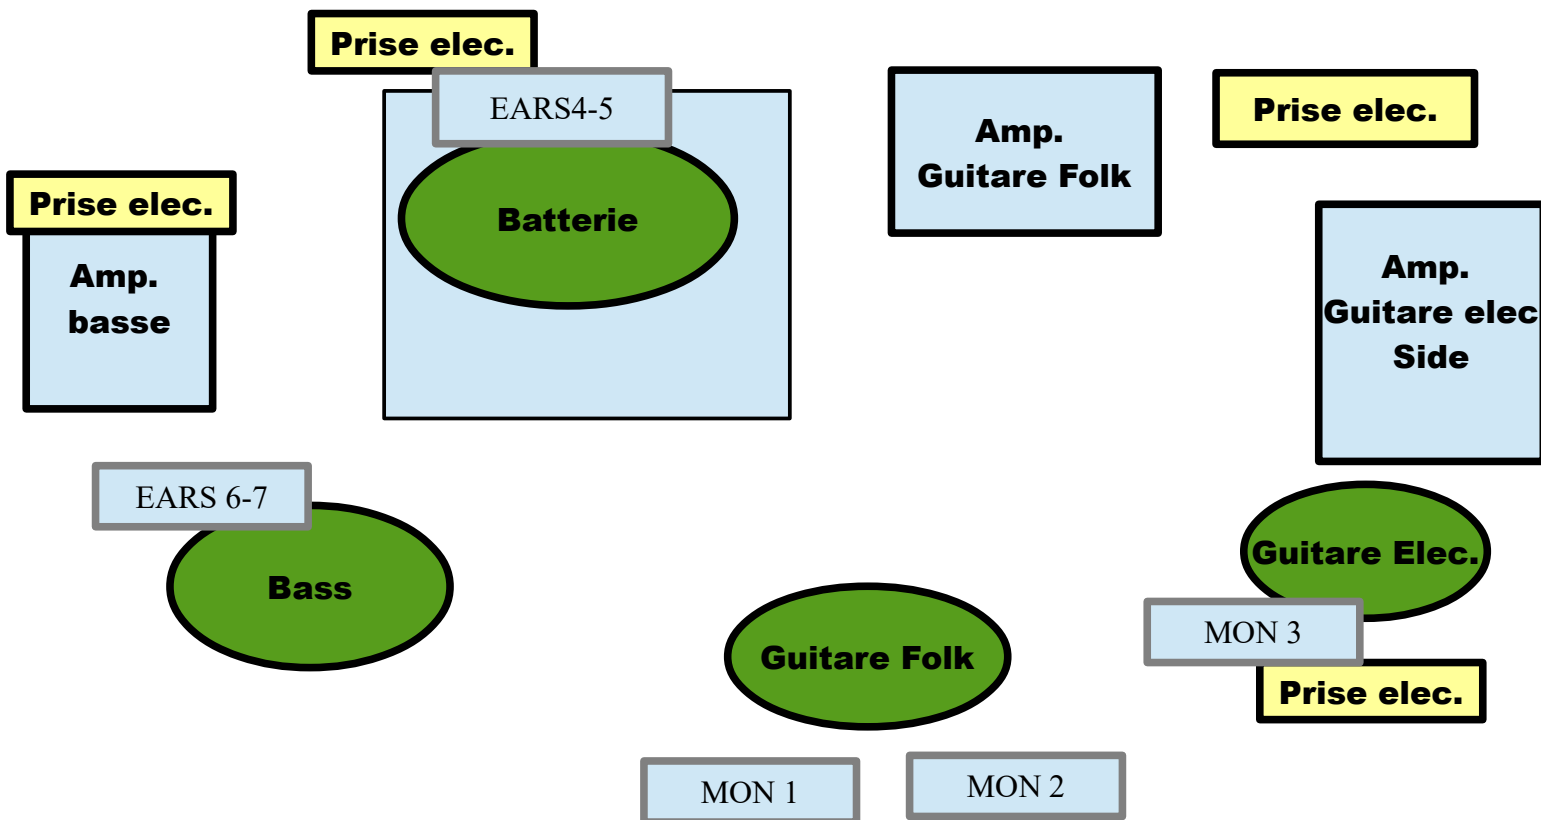 Prise elec.
EARS4-5
Amp.
Guitare Folk
Prise elec.
Prise elec.
Batterie
Amp.
basse
Amp.
Guitare elec
Side
EARS 6-7
Bass
Guitare Elec.
Guitare Folk
MON 3
Prise elec.
MON 1
MON 2